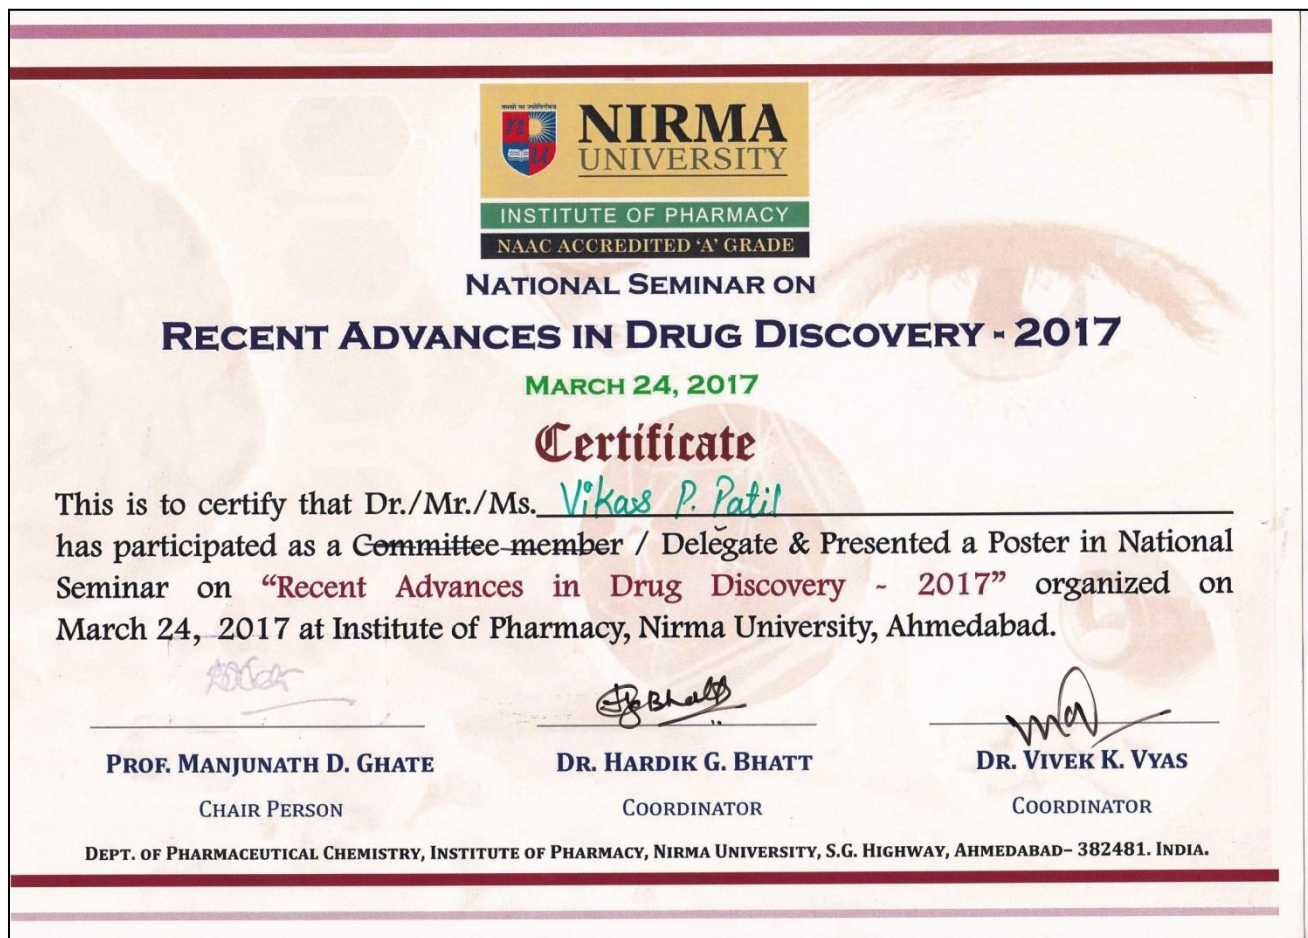 तमसो मा ज्योतिर्गमय
n
u
NIRMA
UNIVERSITY
INSTITUTE OF PHARMACY
NAAC ACCREDITED 'A' GRADE
NATIONAL SEMINAR ON
RECENT ADVANCES IN DRUG DISCOVERY - 2017
MARCH 24, 2017
Certificate
This is to certify that Dr./Mr./Ms. Vikas P. Patil
has participated as a Committee member / Delegate & Presented a Poster in National
Seminar on “Recent Advances in Drug Discovery - 2017” organized on
March 24, 2017 at Institute of Pharmacy, Nirma University, Ahmedabad.
PROF. MANJUNATH D. GHATE DR. HARDIK G. BHATT DR. VIVEK K. VYAS
CHAIR PERSON COORDINATOR COORDINATOR
DEPT. OF PHARMACEUTICAL CHEMISTRY, INSTITUTE OF PHARMACY, NIRMA UNIVERSITY, S.G. HIGHWAY, AHMEDABAD– 382481. INDIA.